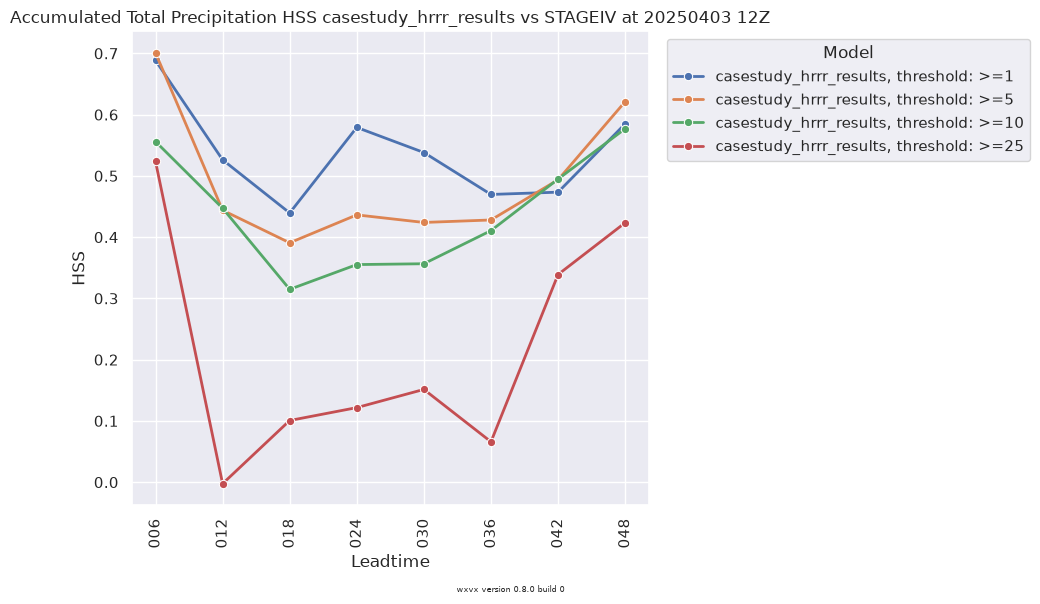 Accumulated Total Precipitation HSS casestudy_hrrr_results vs STAGEIV at 20250403 12Z
Model
casestudy_hrrr_results, threshold: >=1
casestudy_hrrr_results, threshold: >=5
casestudy_hrrr_results, threshold: >=10
casestudy_hrrr_results, threshold: >=25
HSS
0.7
0.6
0.5
0.4
0.3
0.2
0.1
0.0
006
012
018
024
030
036
042
048
Leadtime
wxvx version 0.8.0 build 0